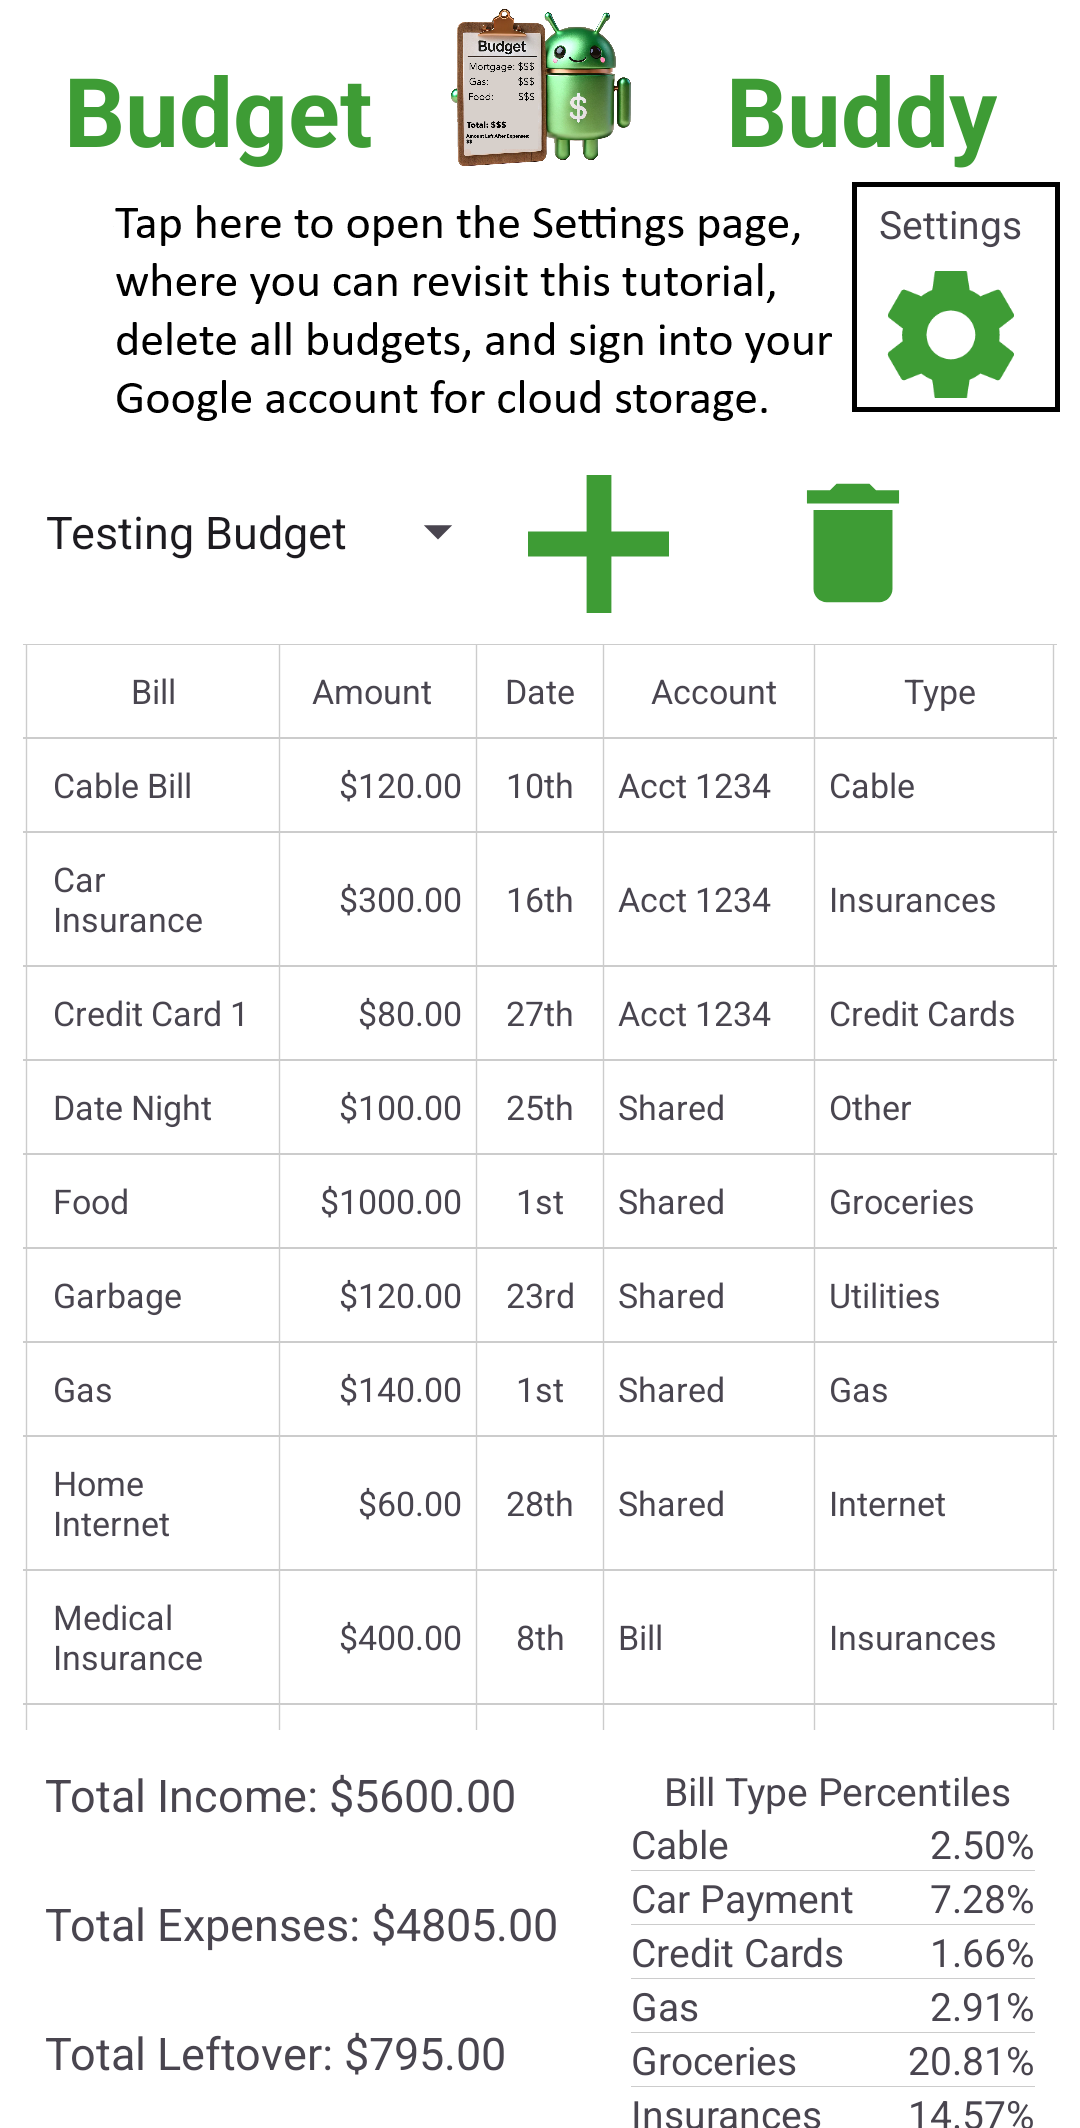 Budget
Budget
Mortgage: $$$
Gas: $$$
Food: $$$
Total: $$$
Amount Left After Expenses:
$$
$
Buddy
Tap here to open the Settings page,
where you can revisit this tutorial,
delete all budgets, and sign into your
Google account for cloud storage.
Settings
Testing Budget
Bill Amount Date Account Type
Cable Bill $120.00 10th Acct 1234 Cable
Car
Insurance $300.00 16th Acct 1234 Insurances
Credit Card 1 $80.00 27th Acct 1234 Credit Cards
Date Night $100.00 25th Shared Other
Food $1000.00 1st Shared Groceries
Garbage $120.00 23rd Shared Utilities
Gas $140.00 1st Shared Gas
Home
Internet $60.00 28th Shared Internet
Medical
Insurance $400.00 8th Bill Insurances
Total Income: $5600.00
Total Expenses: $4805.00
Total Leftover: $795.00
Bill Type Percentiles
Cable 2.50%
Car Payment 7.28%
Credit Cards 1.66%
Gas 2.91%
Groceries 20.81%
Insurances 14.57%